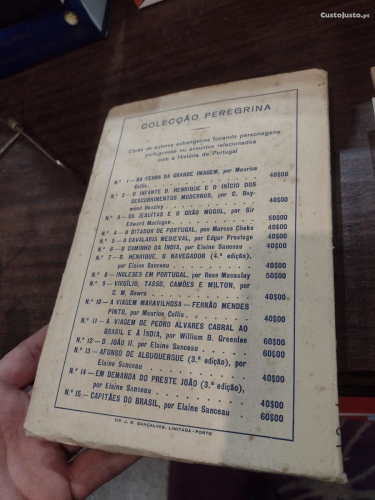 CustoJusto.pt
COLECÇÃO PEREGRINA
Obras de autores estrangeiros focando personagens
portuguesas ou assuntos relacionados
com a História de Portugal
N.º 1 — NA TERRA DA GRANDE IMAGEM, por Maurice
Collis . . . 40$00
N.º 2 — O INFANTE D. HENRIQUE E O INÍCIO DOS
DESCOBRIMENTOS MODERNOS, por C. Ray-
mond Beazley . . . 40$00
N.º 3 — OS JESUÍTAS E O GRÃO MOGOL, por Sir
Edward Maclagan . . . 50$00
N.º 4 — O DITADOR DE PORTUGAL, por Marcus Cheke 40$00
N.º 5 — A CAVALARIA MEDIEVAL, por Edgar Prestage 40$00
N.º 6 — O CAMINHO DA ÍNDIA, por Elaine Sanceau . 40$00
N.º 7 — D. HENRIQUE, O NAVEGADOR (4.ª edição),
por Elaine Sanceau . . . 40$00
N.º 8 — INGLESES EM PORTUGAL, por Rose Macaulay 50$00
N.º 9 — VIRGÍLIO, TASSO, CAMÕES E MILTON, por
C. M. Bowra . . . 40$00
N.º 10 — A VIAGEM MARAVILHOSA — FERNÃO MENDES
PINTO, por Maurice Collis . . . 40$00
N.º 11 — A VIAGEM DE PEDRO ÁLVARES CABRAL AO
BRASIL E À ÍNDIA, por William B. Greenlee 60$00
N.º 12 — D. JOÃO II, por Elaine Sanceau . . . 60$00
N.º 13 — AFONSO DE ALBUQUERQUE (3.ª edição), por
Elaine Sanceau . . . 40$00
N.º 14 — EM DEMANDA DO PRESTE JOÃO (3.ª edição),
por Elaine Sanceau . . . 40$00
N.º 15 — CAPITÃES DO BRASIL, por Elaine Sanceau . 60$00
TIP. J. R. GONÇALVES, LIMITADA - PORTO